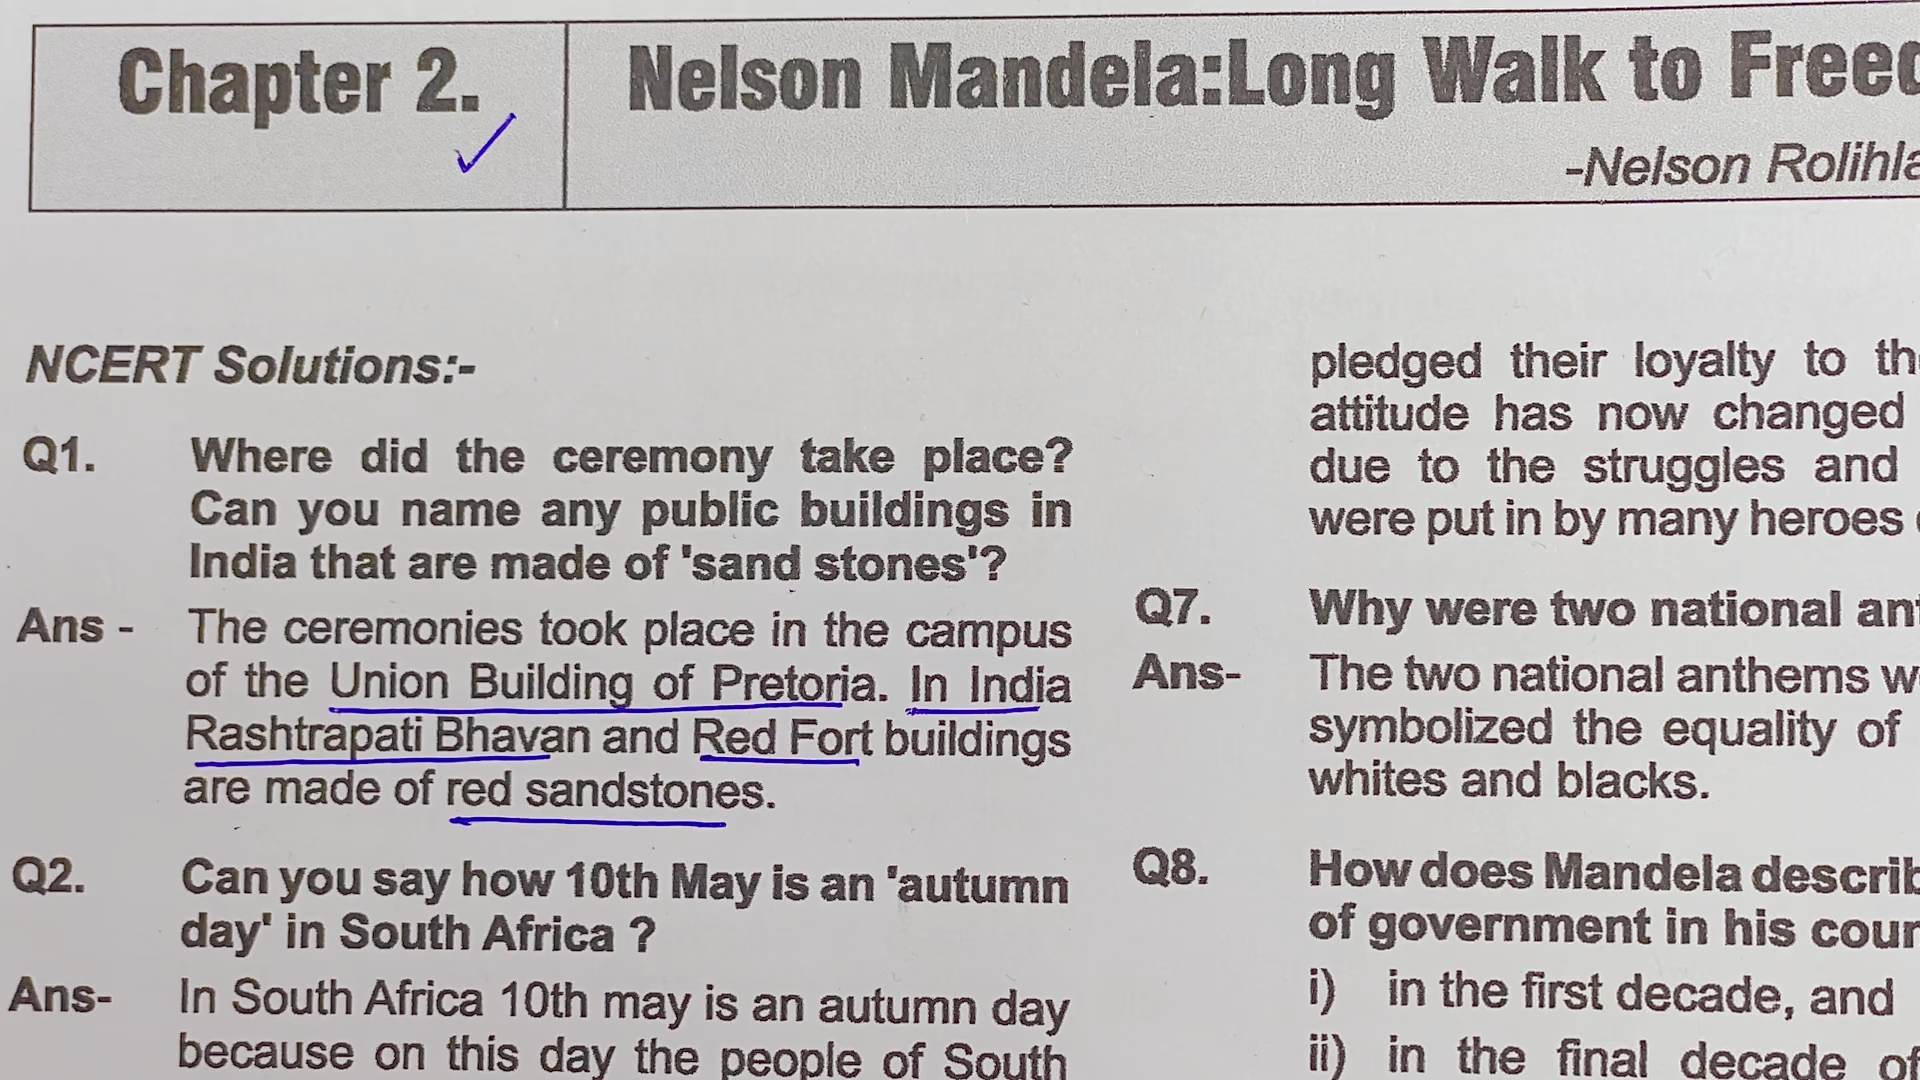 Chapter 2.
Nelson Mandela:Long Walk to
-Nelson
NCERT Solutions:-
Q1. Where did the ceremony take place?
Can you name any public buildings in
India that are made of 'sand stones'?
Ans - The ceremonies took place in the campus
of the Union Building of Pretoria. In India
Rashtrapati Bhavan and Red Fort buildings
are made of red sandstones.
Q2. Can you say how 10th May is an 'autumn
day' in South Africa ?
Ans- In South Africa 10th may is an autumn day
because on this day the people of South
pledged their loyalty to
attitude has now changed
due to the struggles and
were put in by many heroes
Q7. Why were two national
Ans- The two national anthems
symbolized the equality of
whites and blacks.
Q8. How does Mandela
of government in his
i) in the first decade, and
ii) in the final decade of